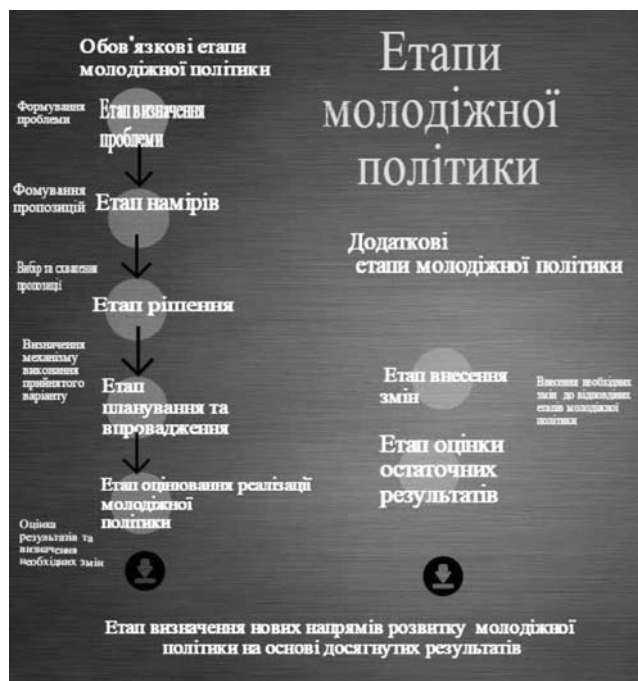 Етапи
молодіжної
політики
Обов’язкові етапи
молодіжної політики
Формування
проблеми
Етап визначення
проблеми
Фомування
пропозицій
Етап намірів
Вибір та схвалення
пропозиції
Етап рішення
Визначення
механізму
виконання
прийнятого
варіанту
Етап
планування та
впровадження
Етап оцінювання реалізації
молодіжної
політики
Оцінка
результатів та
визначення
необхідних змін
Додаткові
етапи молодіжної політики
Етап внесення
змін
Внесення необхідних
змін до відповідних
етапів молодіжної
політики
Етап оцінки
остаточних
результатів
Етап визначення нових напрямів розвитку молодіжної
політики на основі досягнутих результатів